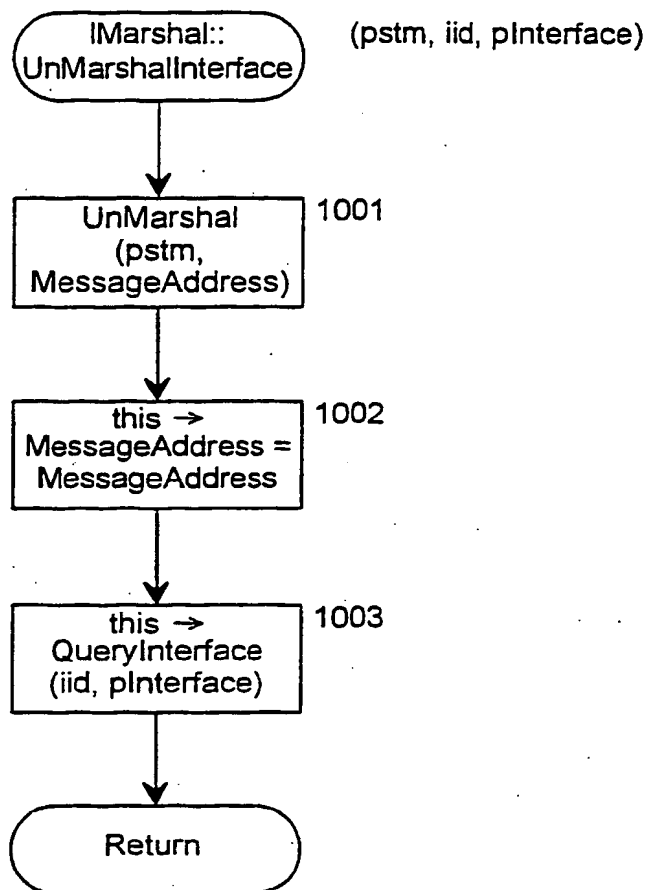 IMarshal::
UnMarshalInterface
(pstm, iid, pInterface)
UnMarshal
(pstm,
MessageAddress)
1001
this →
MessageAddress =
MessageAddress
1002
this →
QueryInterface
(iid, pInterface)
1003
Return